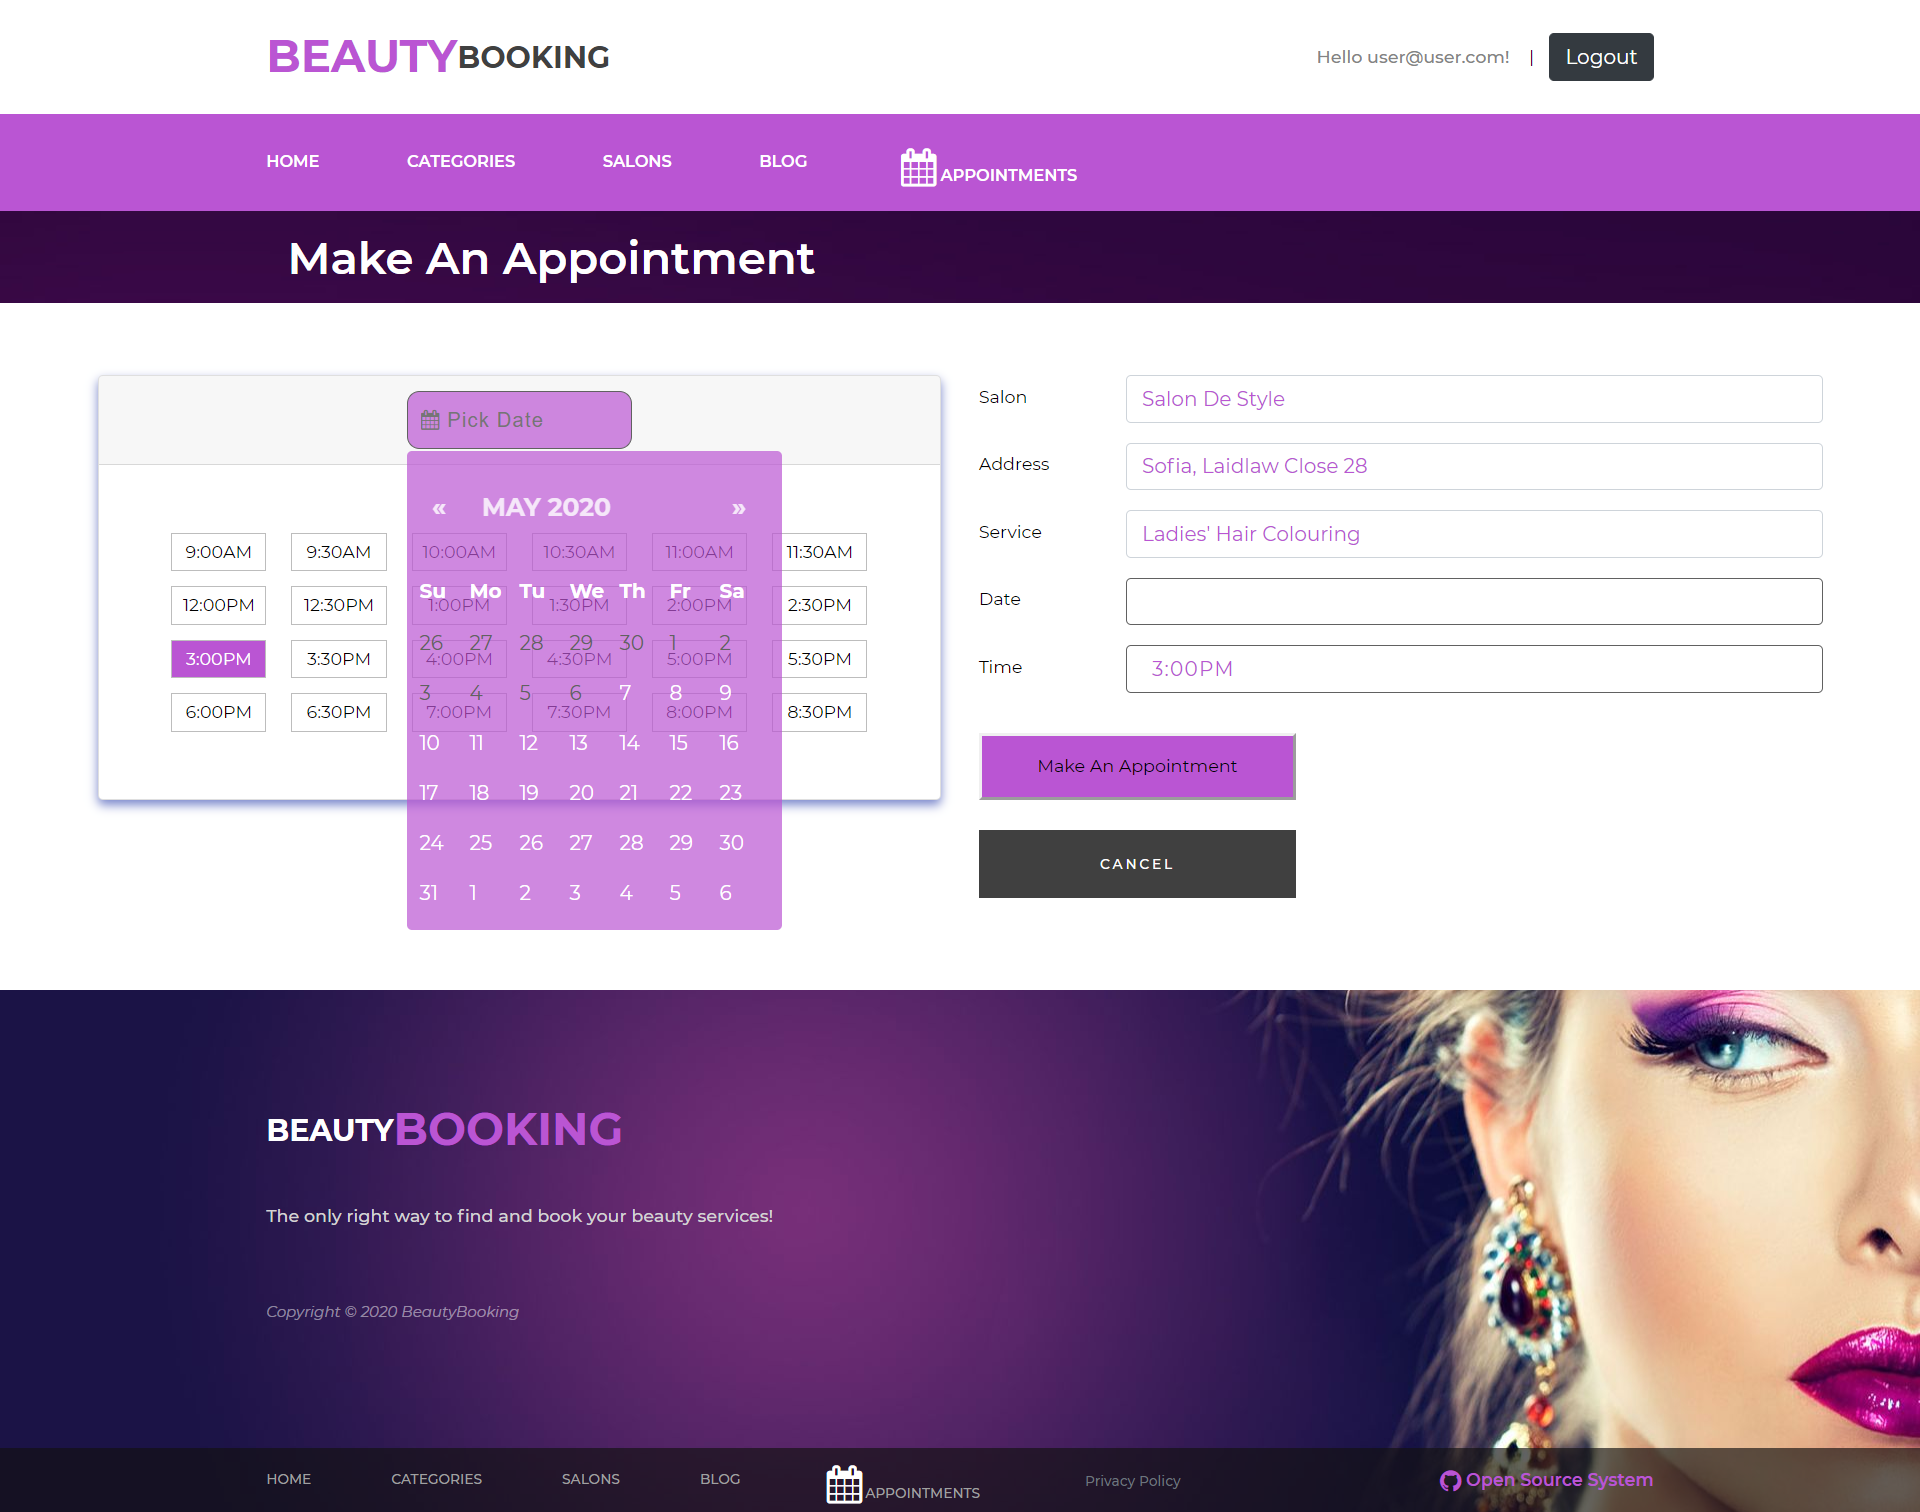 BEAUTYBOOKING
Hello user@user.com! | Logout
HOME CATEGORIES SALONS BLOG APPOINTMENTS
Make An Appointment
Pick Date
« MAY 2020 »
Su Mo Tu We Th Fr Sa
26 27 28 29 30 1 2
3 4 5 6 7 8 9
10 11 12 13 14 15 16
17 18 19 20 21 22 23
24 25 26 27 28 29 30
31 1 2 3 4 5 6
9:00AM 9:30AM 10:00AM 10:30AM 11:00AM 11:30AM
12:00PM 12:30PM 1:00PM 1:30PM 2:00PM 2:30PM
3:00PM 3:30PM 4:00PM 4:30PM 5:00PM 5:30PM
6:00PM 6:30PM 7:00PM 7:30PM 8:00PM 8:30PM
Salon Salon De Style
Address Sofia, Laidlaw Close 28
Service Ladies' Hair Colouring
Date
Time 3:00PM
Make An Appointment
CANCEL
BEAUTYBOOKING
The only right way to find and book your beauty services!
Copyright © 2020 BeautyBooking
HOME CATEGORIES SALONS BLOG APPOINTMENTS Privacy Policy Open Source System